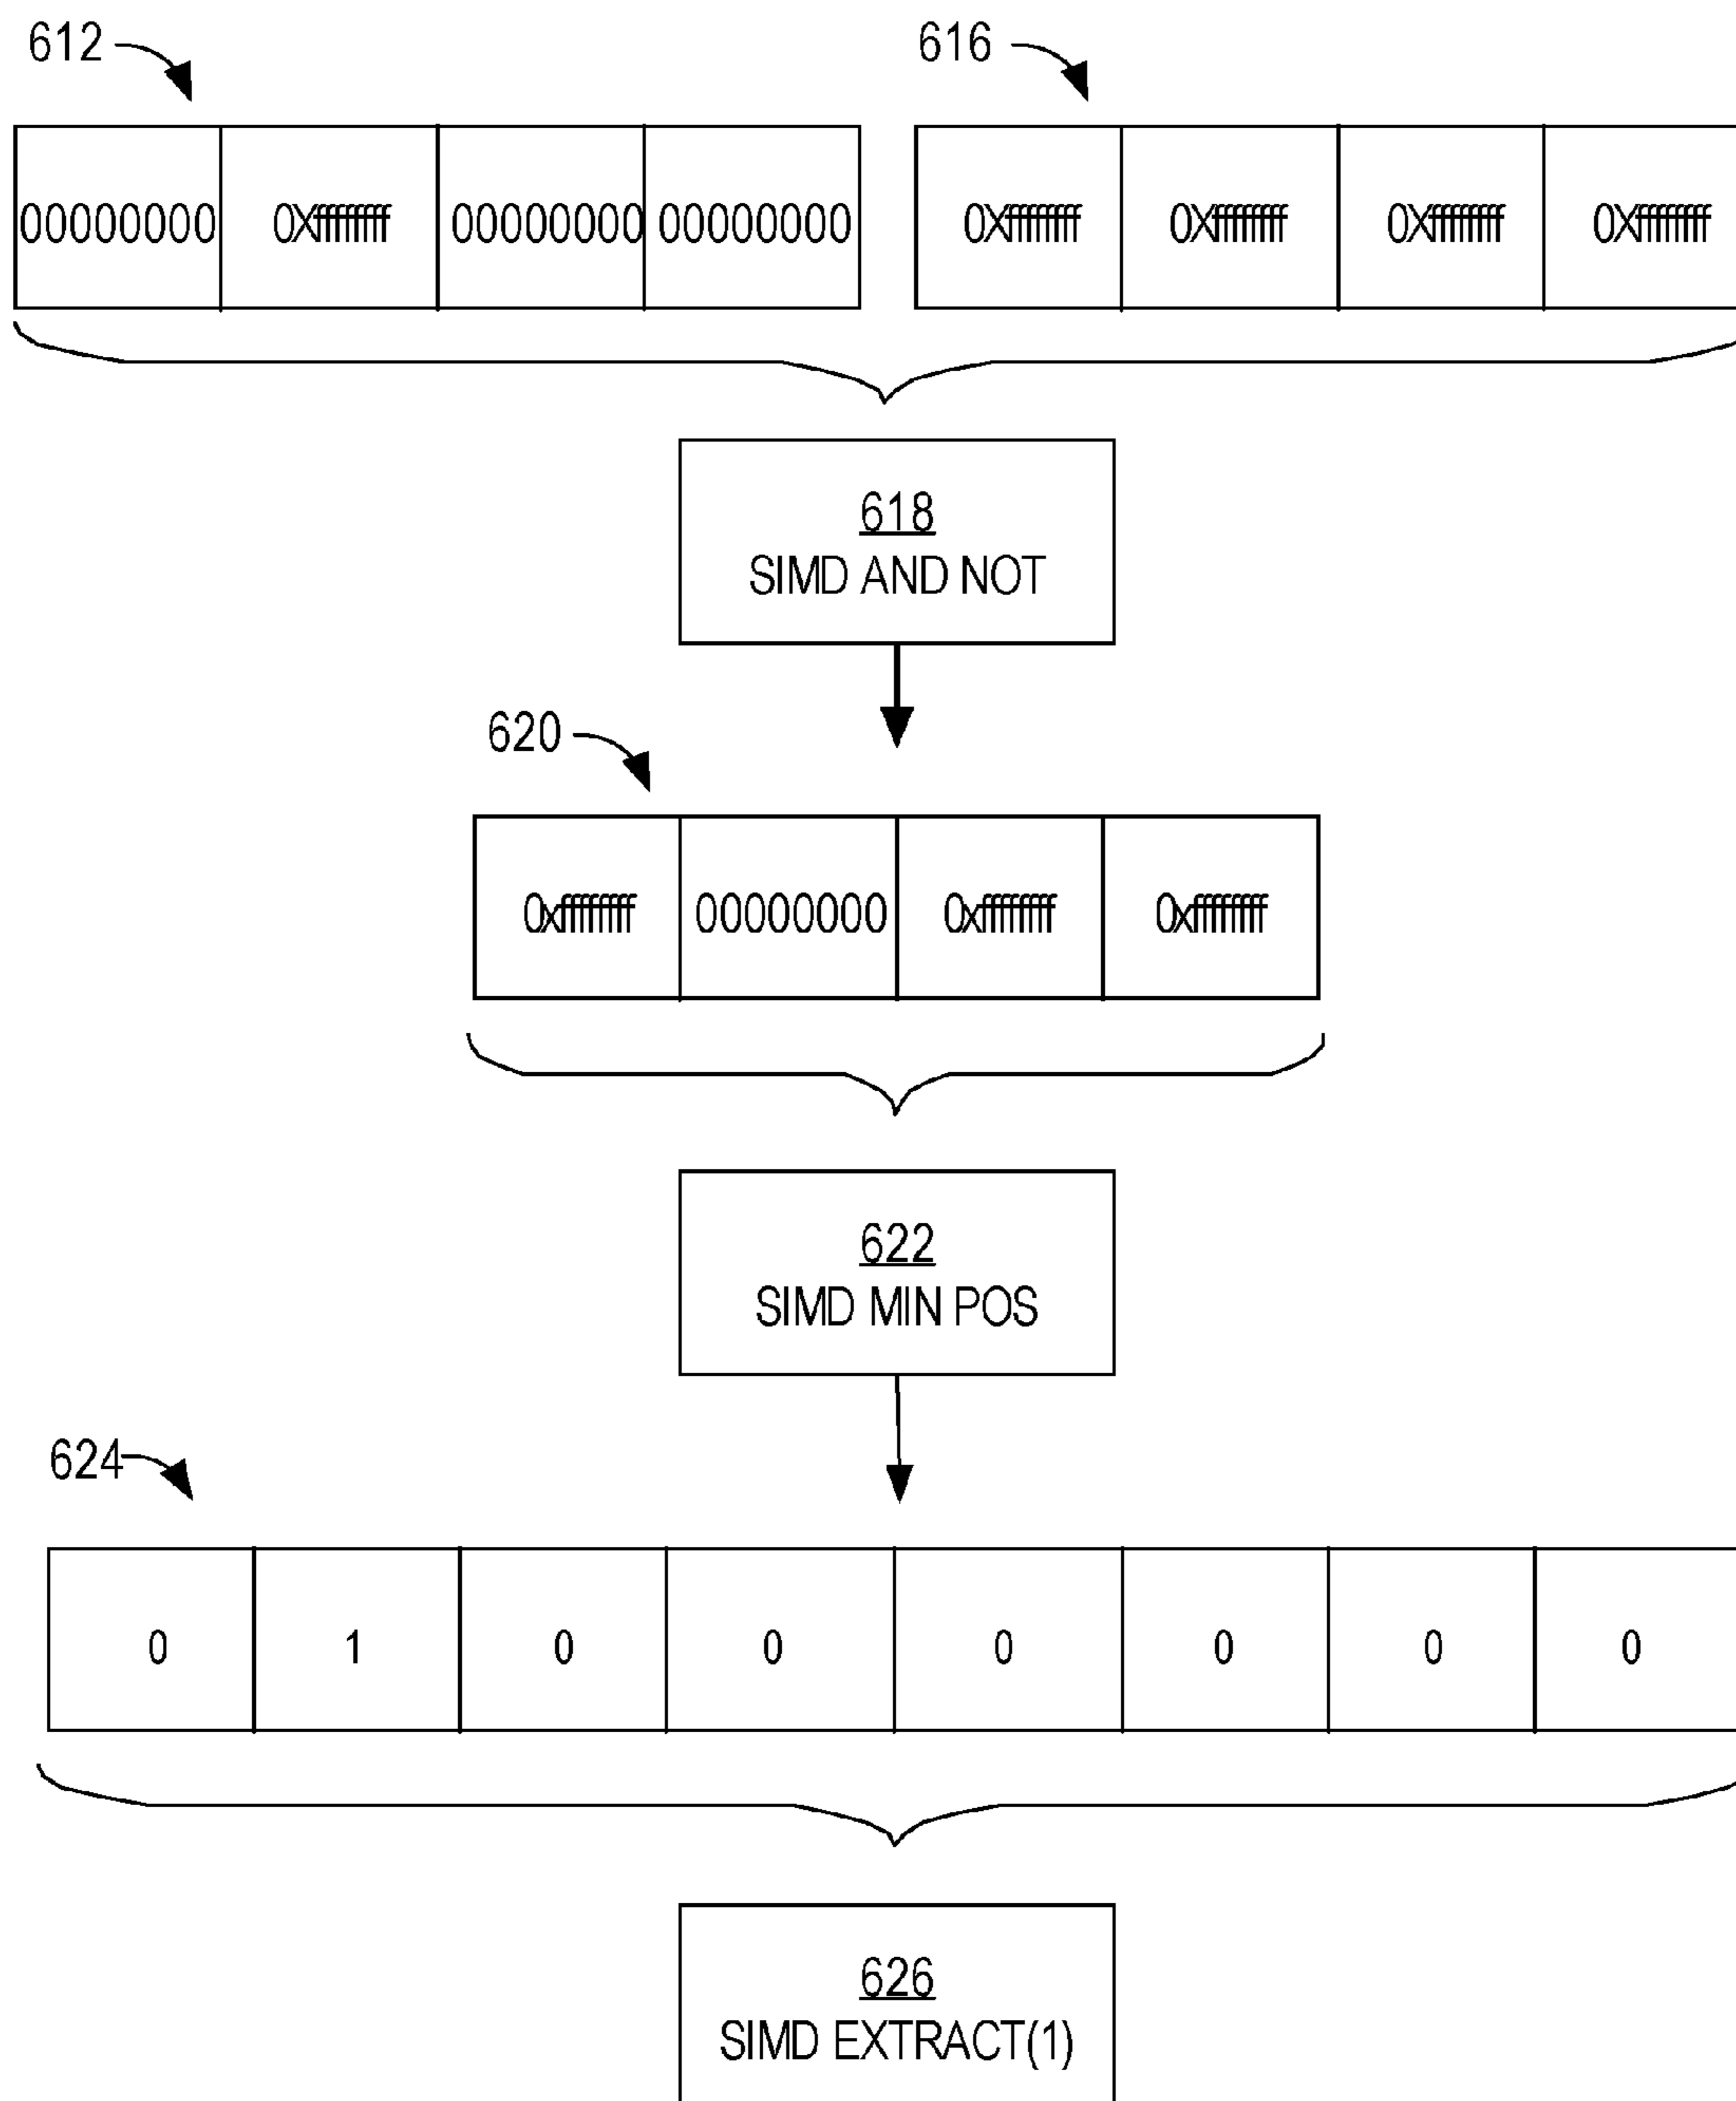 612
616
00000000 0Xffffffff 00000000 00000000 0Xffffffff 0Xffffffff 0Xffffffff 0Xffffffff
618
SIMD AND NOT
620
0xffffffff 00000000 0xffffffff 0xffffffff
622
SIMD MIN POS
624
0 1 0 0 0 0 0 0
626
SIMD EXTRACT(1)